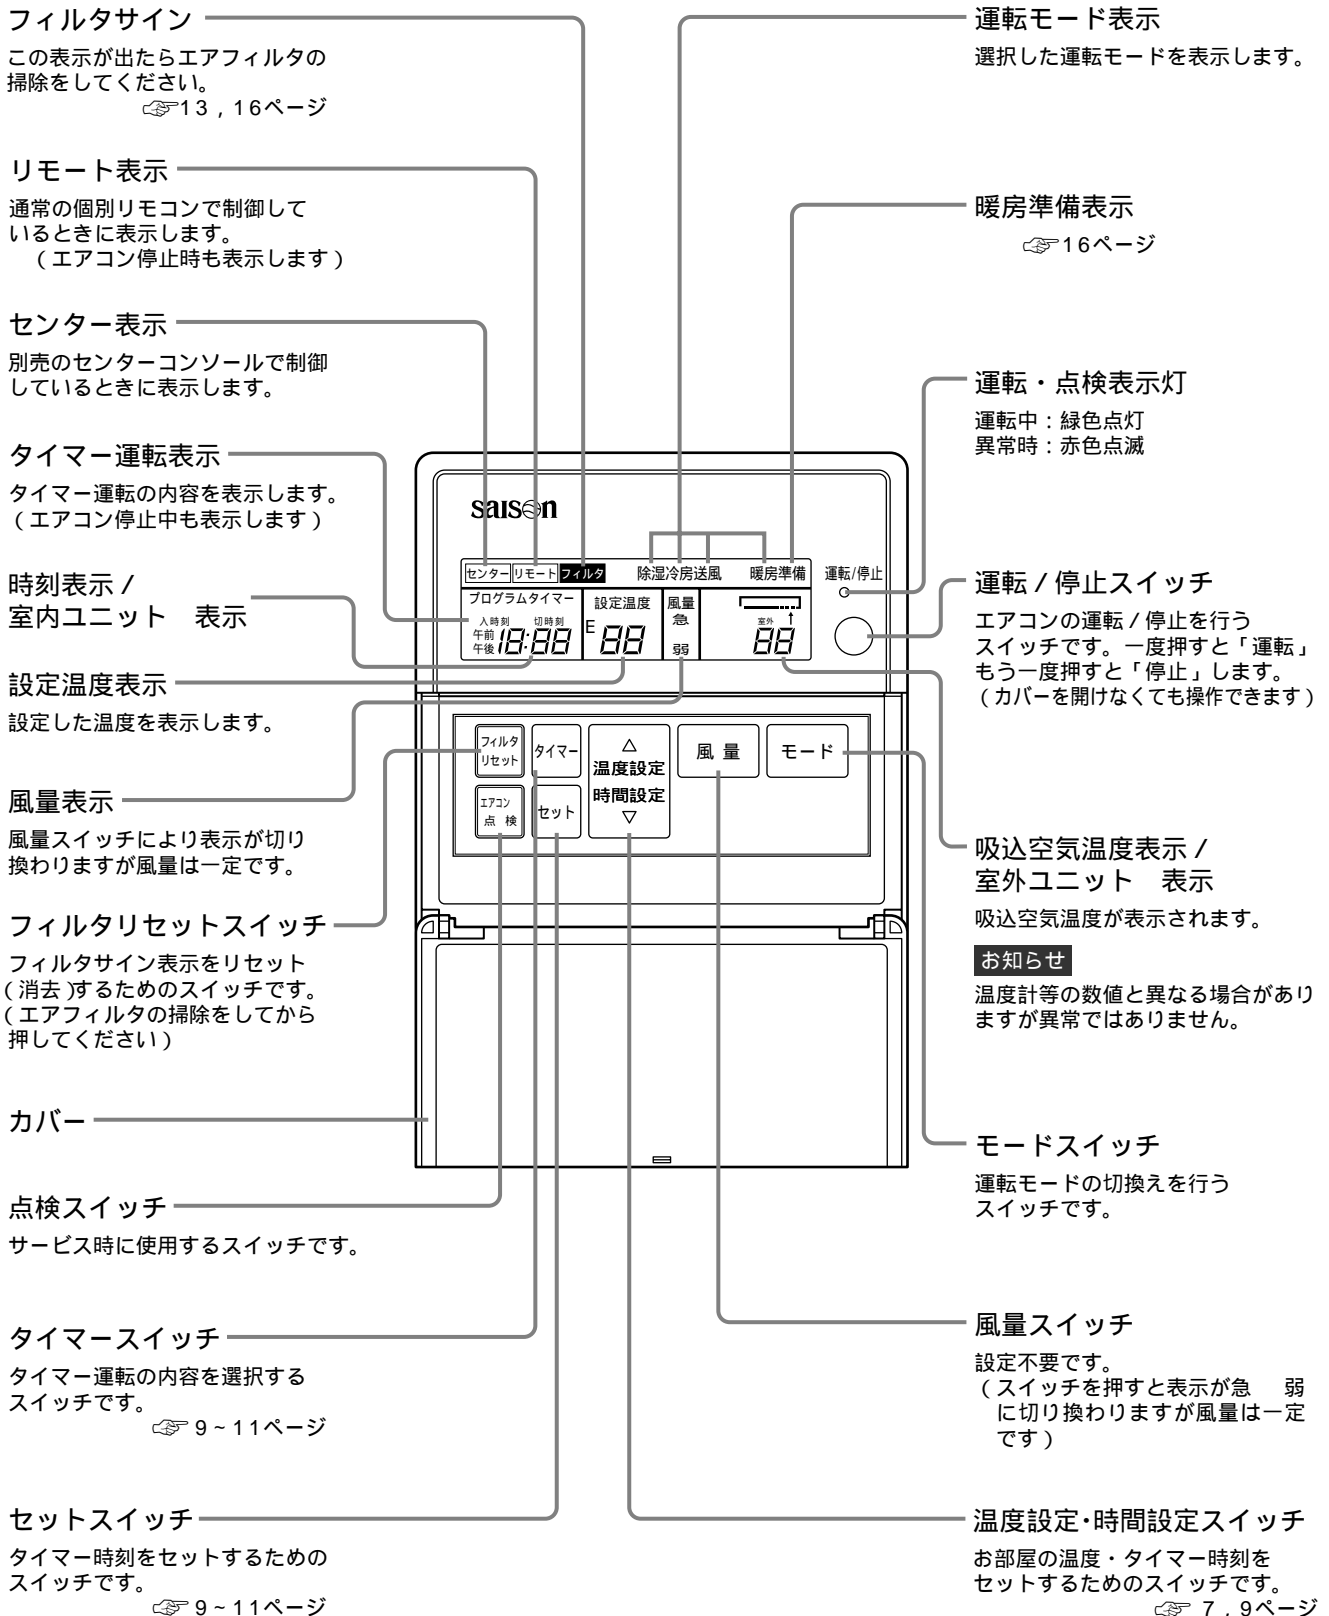 フィルタサイン
この表示が出たらエアフィルタの
掃除をしてください。
☞13,16ページ
リモート表示
通常の個別リモコンで制御して
いるときに表示します。
(エアコン停止時も表示します)
センター表示
別売のセンターコンソールで制御
しているときに表示します。
タイマー運転表示
タイマー運転の内容を表示します。
(エアコン停止中も表示します)
時刻表示/
室内ユニット 表示
設定温度表示
設定した温度を表示します。
風量表示
風量スイッチにより表示が切り
換わりますが風量は一定です。
フィルタリセットスイッチ
フィルタサイン表示をリセット
(消去)するためのスイッチです。
(エアフィルタの掃除をしてから
押してください)
カバー
点検スイッチ
サービス時に使用するスイッチです。
タイマースイッチ
タイマー運転の内容を選択する
スイッチです。
☞9~11ページ
セットスイッチ
タイマー時刻をセットするための
スイッチです。
☞9~11ページ
saison
センター リモート フィルタ 除湿冷房送風 暖房準備 運転/停止
プログラムタイマー 設定温度 風量
入時刻 切時刻 急 室外
午前 18:88 E 88 88
午後 弱
フィルタ
リセット
タイマー
△
温度設定
時間設定
▽
風量
モード
エアコン
点検
セット
運転モード表示
選択した運転モードを表示します。
暖房準備表示
☞16ページ
運転・点検表示灯
運転中:緑色点灯
異常時:赤色点滅
運転/停止スイッチ
エアコンの運転/停止を行う
スイッチです。一度押すと「運転」
もう一度押すと「停止」します。
(カバーを開けなくても操作できます)
吸込空気温度表示/
室外ユニット 表示
吸込空気温度が表示されます。
お知らせ
温度計等の数値と異なる場合があり
ますが異常ではありません。
モードスイッチ
運転モードの切換えを行う
スイッチです。
風量スイッチ
設定不要です。
(スイッチを押すと表示が急 弱
に切り換わりますが風量は一定
です)
温度設定・時間設定スイッチ
お部屋の温度・タイマー時刻を
セットするためのスイッチです。
☞7,9ページ